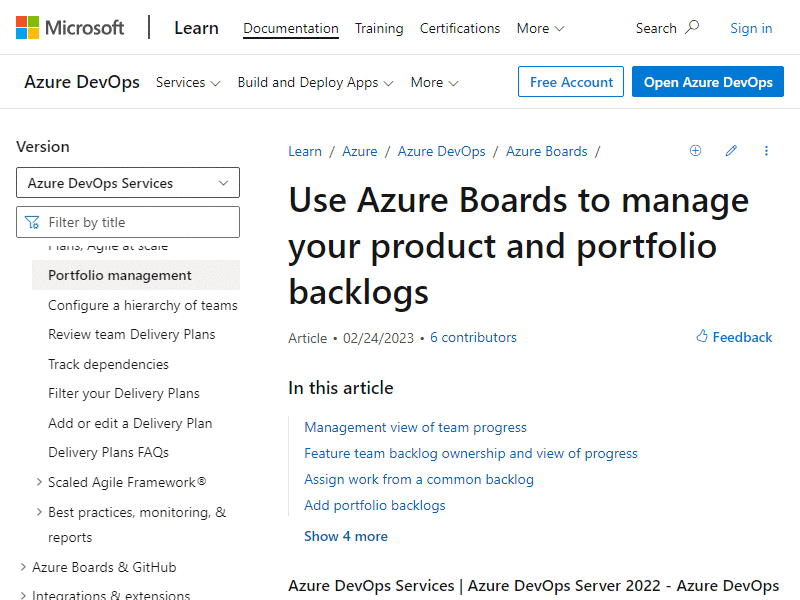 Microsoft
Learn
Documentation
Training
Certifications
More
Search
Sign in
Azure DevOps
Services
Build and Deploy Apps
More
Free Account
Open Azure DevOps
Version
Azure DevOps Services
Filter by title
Plans, Agile at scale
Portfolio management
Configure a hierarchy of teams
Review team Delivery Plans
Track dependencies
Filter your Delivery Plans
Add or edit a Delivery Plan
Delivery Plans FAQs
Scaled Agile Framework®
Best practices, monitoring, &
reports
Azure Boards & GitHub
Integrations & extensions
Learn / Azure / Azure DevOps / Azure Boards /
Use Azure Boards to manage
your product and portfolio
backlogs
Article • 02/24/2023 • 6 contributors
Feedback
In this article
Management view of team progress
Feature team backlog ownership and view of progress
Assign work from a common backlog
Add portfolio backlogs
Show 4 more
Azure DevOps Services | Azure DevOps Server 2022 - Azure DevOps